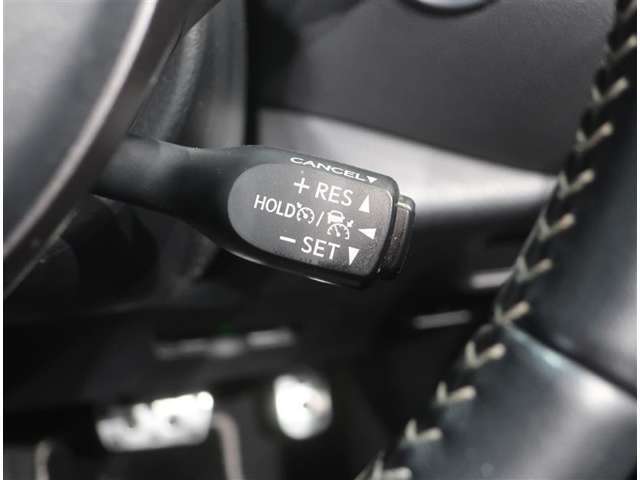 CANCEL▼
+ RES ▲
HOLD / ◀
− SET ▼